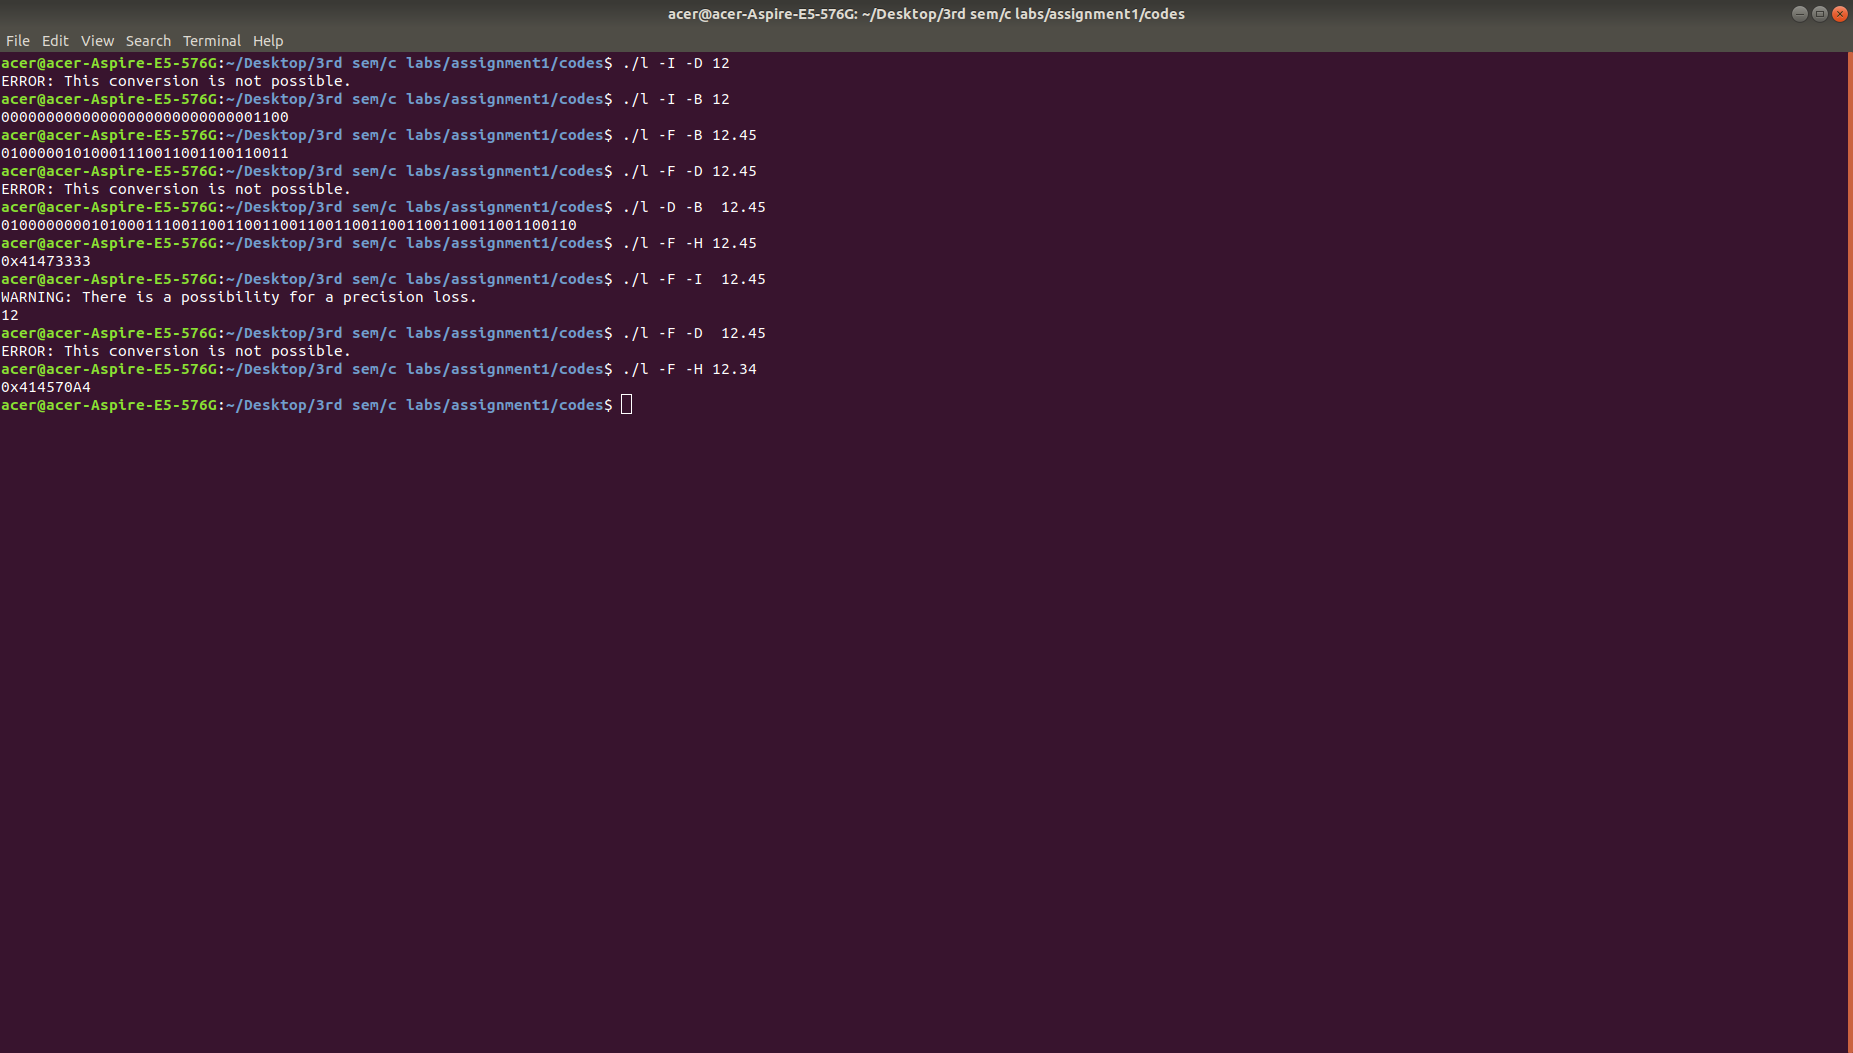 acer@acer-Aspire-E5-576G: ~/Desktop/3rd sem/c labs/assignment1/codes
File Edit View Search Terminal Help
acer@acer-Aspire-E5-576G:~/Desktop/3rd sem/c labs/assignment1/codes$ ./l -I -D 12
ERROR: This conversion is not possible.
acer@acer-Aspire-E5-576G:~/Desktop/3rd sem/c labs/assignment1/codes$ ./l -I -B 12
00000000000000000000000000001100
acer@acer-Aspire-E5-576G:~/Desktop/3rd sem/c labs/assignment1/codes$ ./l -F -B 12.45
01000001010001110011001100110011
acer@acer-Aspire-E5-576G:~/Desktop/3rd sem/c labs/assignment1/codes$ ./l -F -D 12.45
ERROR: This conversion is not possible.
acer@acer-Aspire-E5-576G:~/Desktop/3rd sem/c labs/assignment1/codes$ ./l -D -B  12.45
0100000000101000111001100110011001100110011001100110011001100110
acer@acer-Aspire-E5-576G:~/Desktop/3rd sem/c labs/assignment1/codes$ ./l -F -H 12.45
0x41473333
acer@acer-Aspire-E5-576G:~/Desktop/3rd sem/c labs/assignment1/codes$ ./l -F -I  12.45
WARNING: There is a possibility for a precision loss.
12
acer@acer-Aspire-E5-576G:~/Desktop/3rd sem/c labs/assignment1/codes$ ./l -F -D  12.45
ERROR: This conversion is not possible.
acer@acer-Aspire-E5-576G:~/Desktop/3rd sem/c labs/assignment1/codes$ ./l -F -H 12.34
0x414570A4
acer@acer-Aspire-E5-576G:~/Desktop/3rd sem/c labs/assignment1/codes$